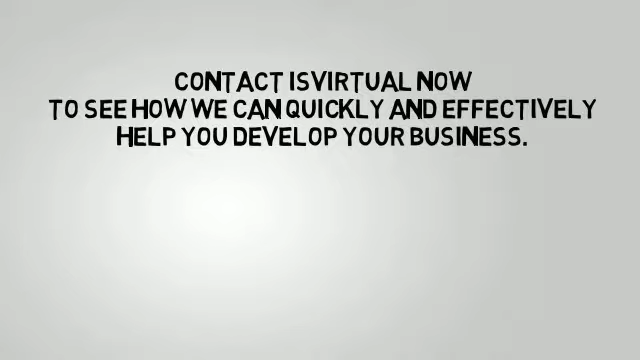 CONTACT ISVIRTUAL NOW
TO SEE HOW WE CAN QUICKLY AND EFFECTIVELY
HELP YOU DEVELOP YOUR BUSINESS.